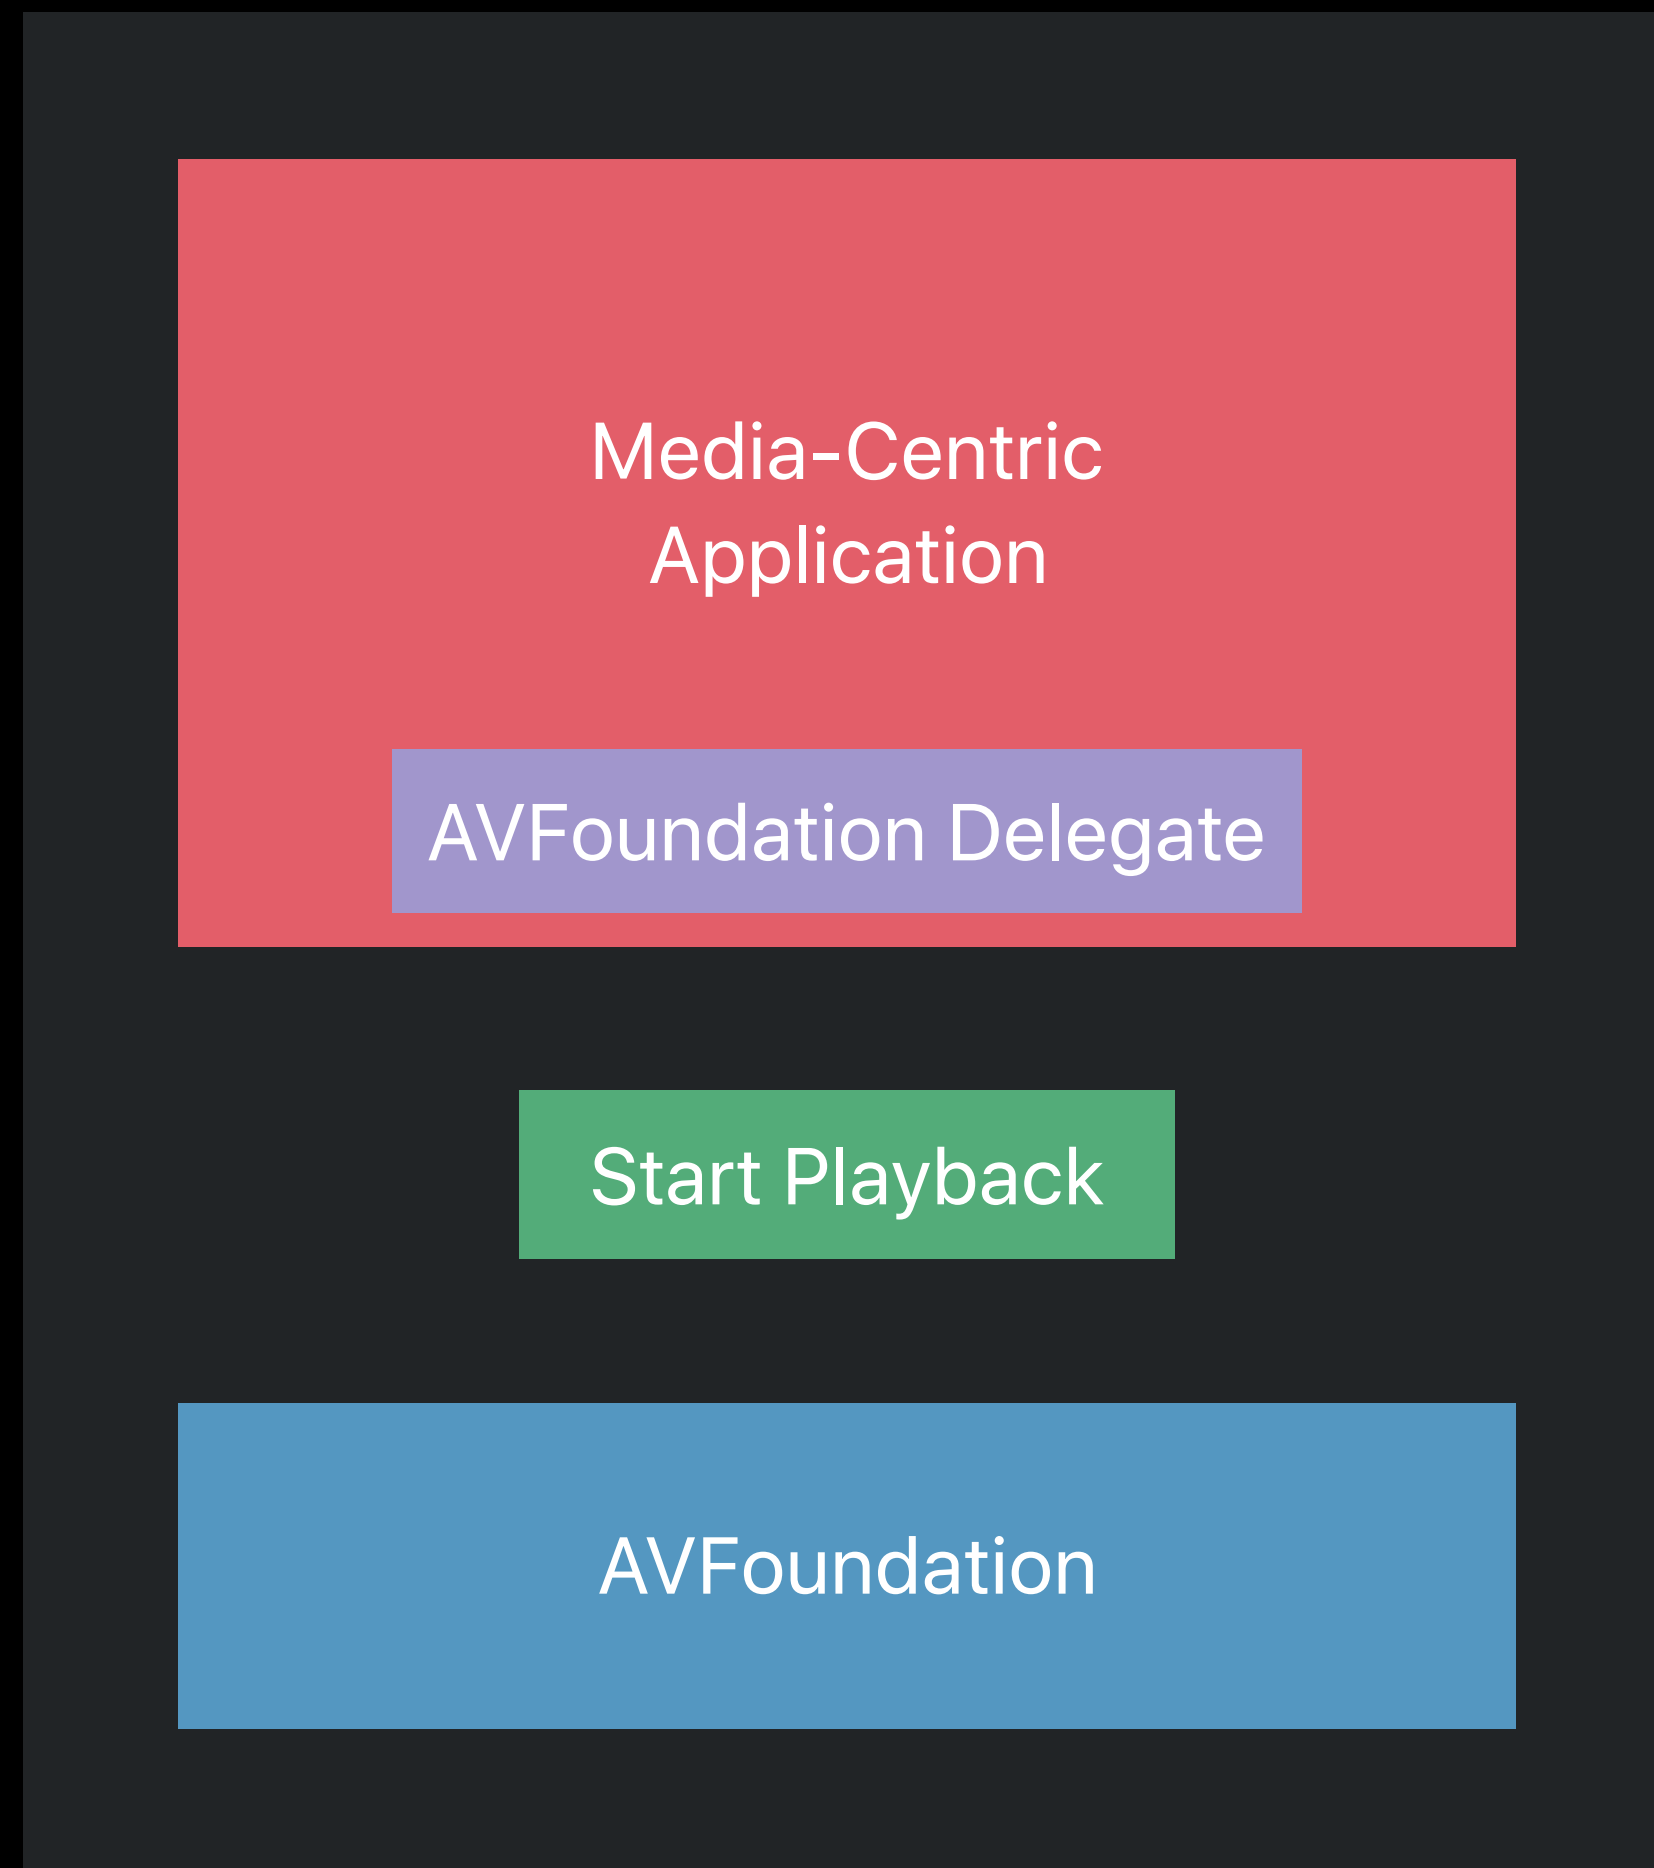 Media-Centric
Application
AVFoundation Delegate
Start Playback
AVFoundation